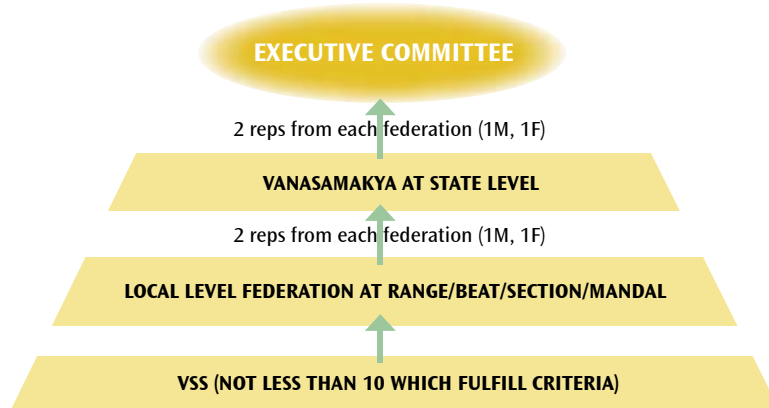 EXECUTIVE COMMITTEE
2 reps from each federation (1M, 1F)
VANASAMAKYA AT STATE LEVEL
2 reps from each federation (1M, 1F)
LOCAL LEVEL FEDERATION AT RANGE/BEAT/SECTION/MANDAL
VSS (NOT LESS THAN 10 WHICH FULFILL CRITERIA)